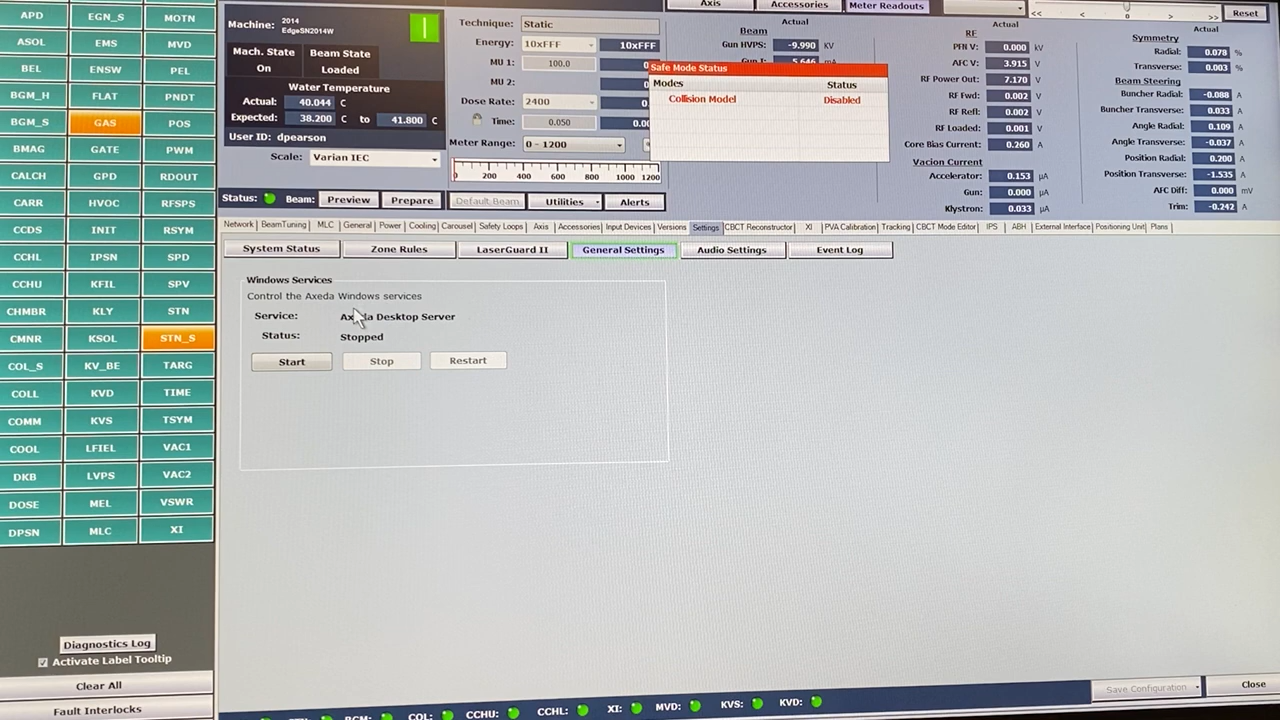 APD EGN_S MOTN
ASOL EMS MVD
BEL ENSW PEL
BGM_H FLAT PNDT
BGM_S GAS POS
BMAG GATE PWM
CALCH GPD RDOUT
CARR HVOC RFSPS
CCDS INIT RSYM
CCHL IPSN SPD
CCHU KFIL SPV
CHMBR KLY STN
CMNR KSOL STN_S
COL_S KV_BE TARG
COLL KVD TIME
COMM KVS TSYM
COOL LFIEL VAC1
DKB LVPS VAC2
DOSE MEL VSWR
DPSN MLC XI
Diagnostics Log
Activate Label Tooltip
Clear All
Fault Interlocks
Machine: 2014
EdgeSN2014W
Mach. State Beam State
On Loaded
Water Temperature
Actual: 40.044 C
Expected: 38.200 C to 41.800 C
User ID: dpearson
Scale: Varian IEC
Status: Beam: Preview Prepare
Technique: Static
Energy: 10xFFF 10xFFF
MU 1: 100.0
MU 2:
Dose Rate: 2400
Time: 0.050
Meter Range: 0 - 1200
0 200 400 600 800 1000 1200
Default Beam Utilities Alerts
Axis Accessories Meter Readouts
Actual
Beam
Gun HVPS: -9.990 KV
Gun I: 5.646 mA
Safe Mode Status
Modes Status
Collision Model Disabled
RF
Actual
PFN V: 0.000 kV
AFC V: 3.915 V
RF Power Out: 7.170 V
RF Fwd: 0.002 V
RF Refl: 0.002 V
RF Loaded: 0.001 V
Core Bias Current: 0.260 A
Vacion Current
Accelerator: 0.153 µA
Gun: 0.000 µA
Klystron: 0.033 µA
<< < 0 > >> Reset
Symmetry Actual
Radial: 0.078 %
Transverse: 0.003 %
Beam Steering
Buncher Radial: -0.088 A
Buncher Transverse: 0.033 A
Angle Radial: 0.109 A
Angle Transverse: -0.037 A
Position Radial: 0.200 A
Position Transverse: -1.535 A
AFC Diff: 0.000 mV
Trim: -0.242 A
Network BeamTuning MLC General Power Cooling Carousel Safety Loops Axis Accessories Input Devices Versions Settings CBCT Reconstructor XI PVA Calibration Tracking CBCT Mode Editor IPS ABH External Interface Positioning Unit Plans
System Status Zone Rules LaserGuard II General Settings Audio Settings Event Log
Windows Services
Control the Axeda Windows services
Service: Axeda Desktop Server
Status: Stopped
Start Stop Restart
Save Configuration Close
COL: CCHU: CCHL: XI: MVD: KVS: KVD: